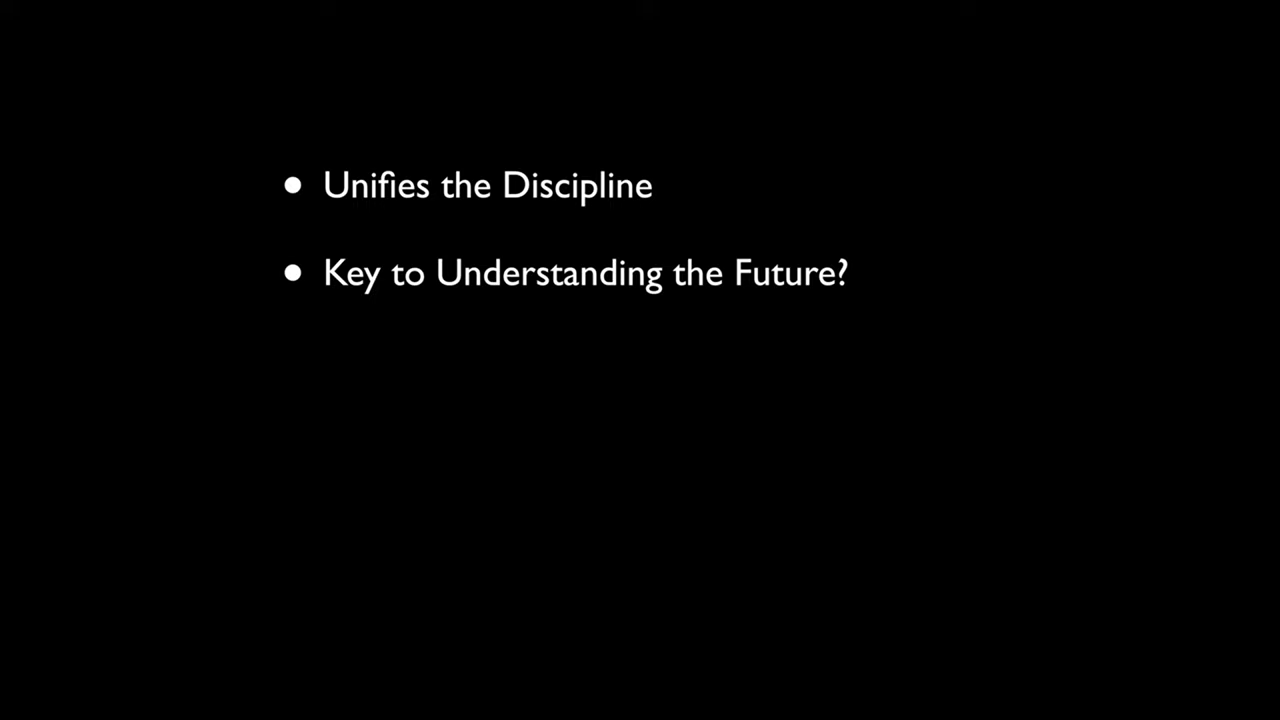 • Unifies the Discipline
• Key to Understanding the Future?